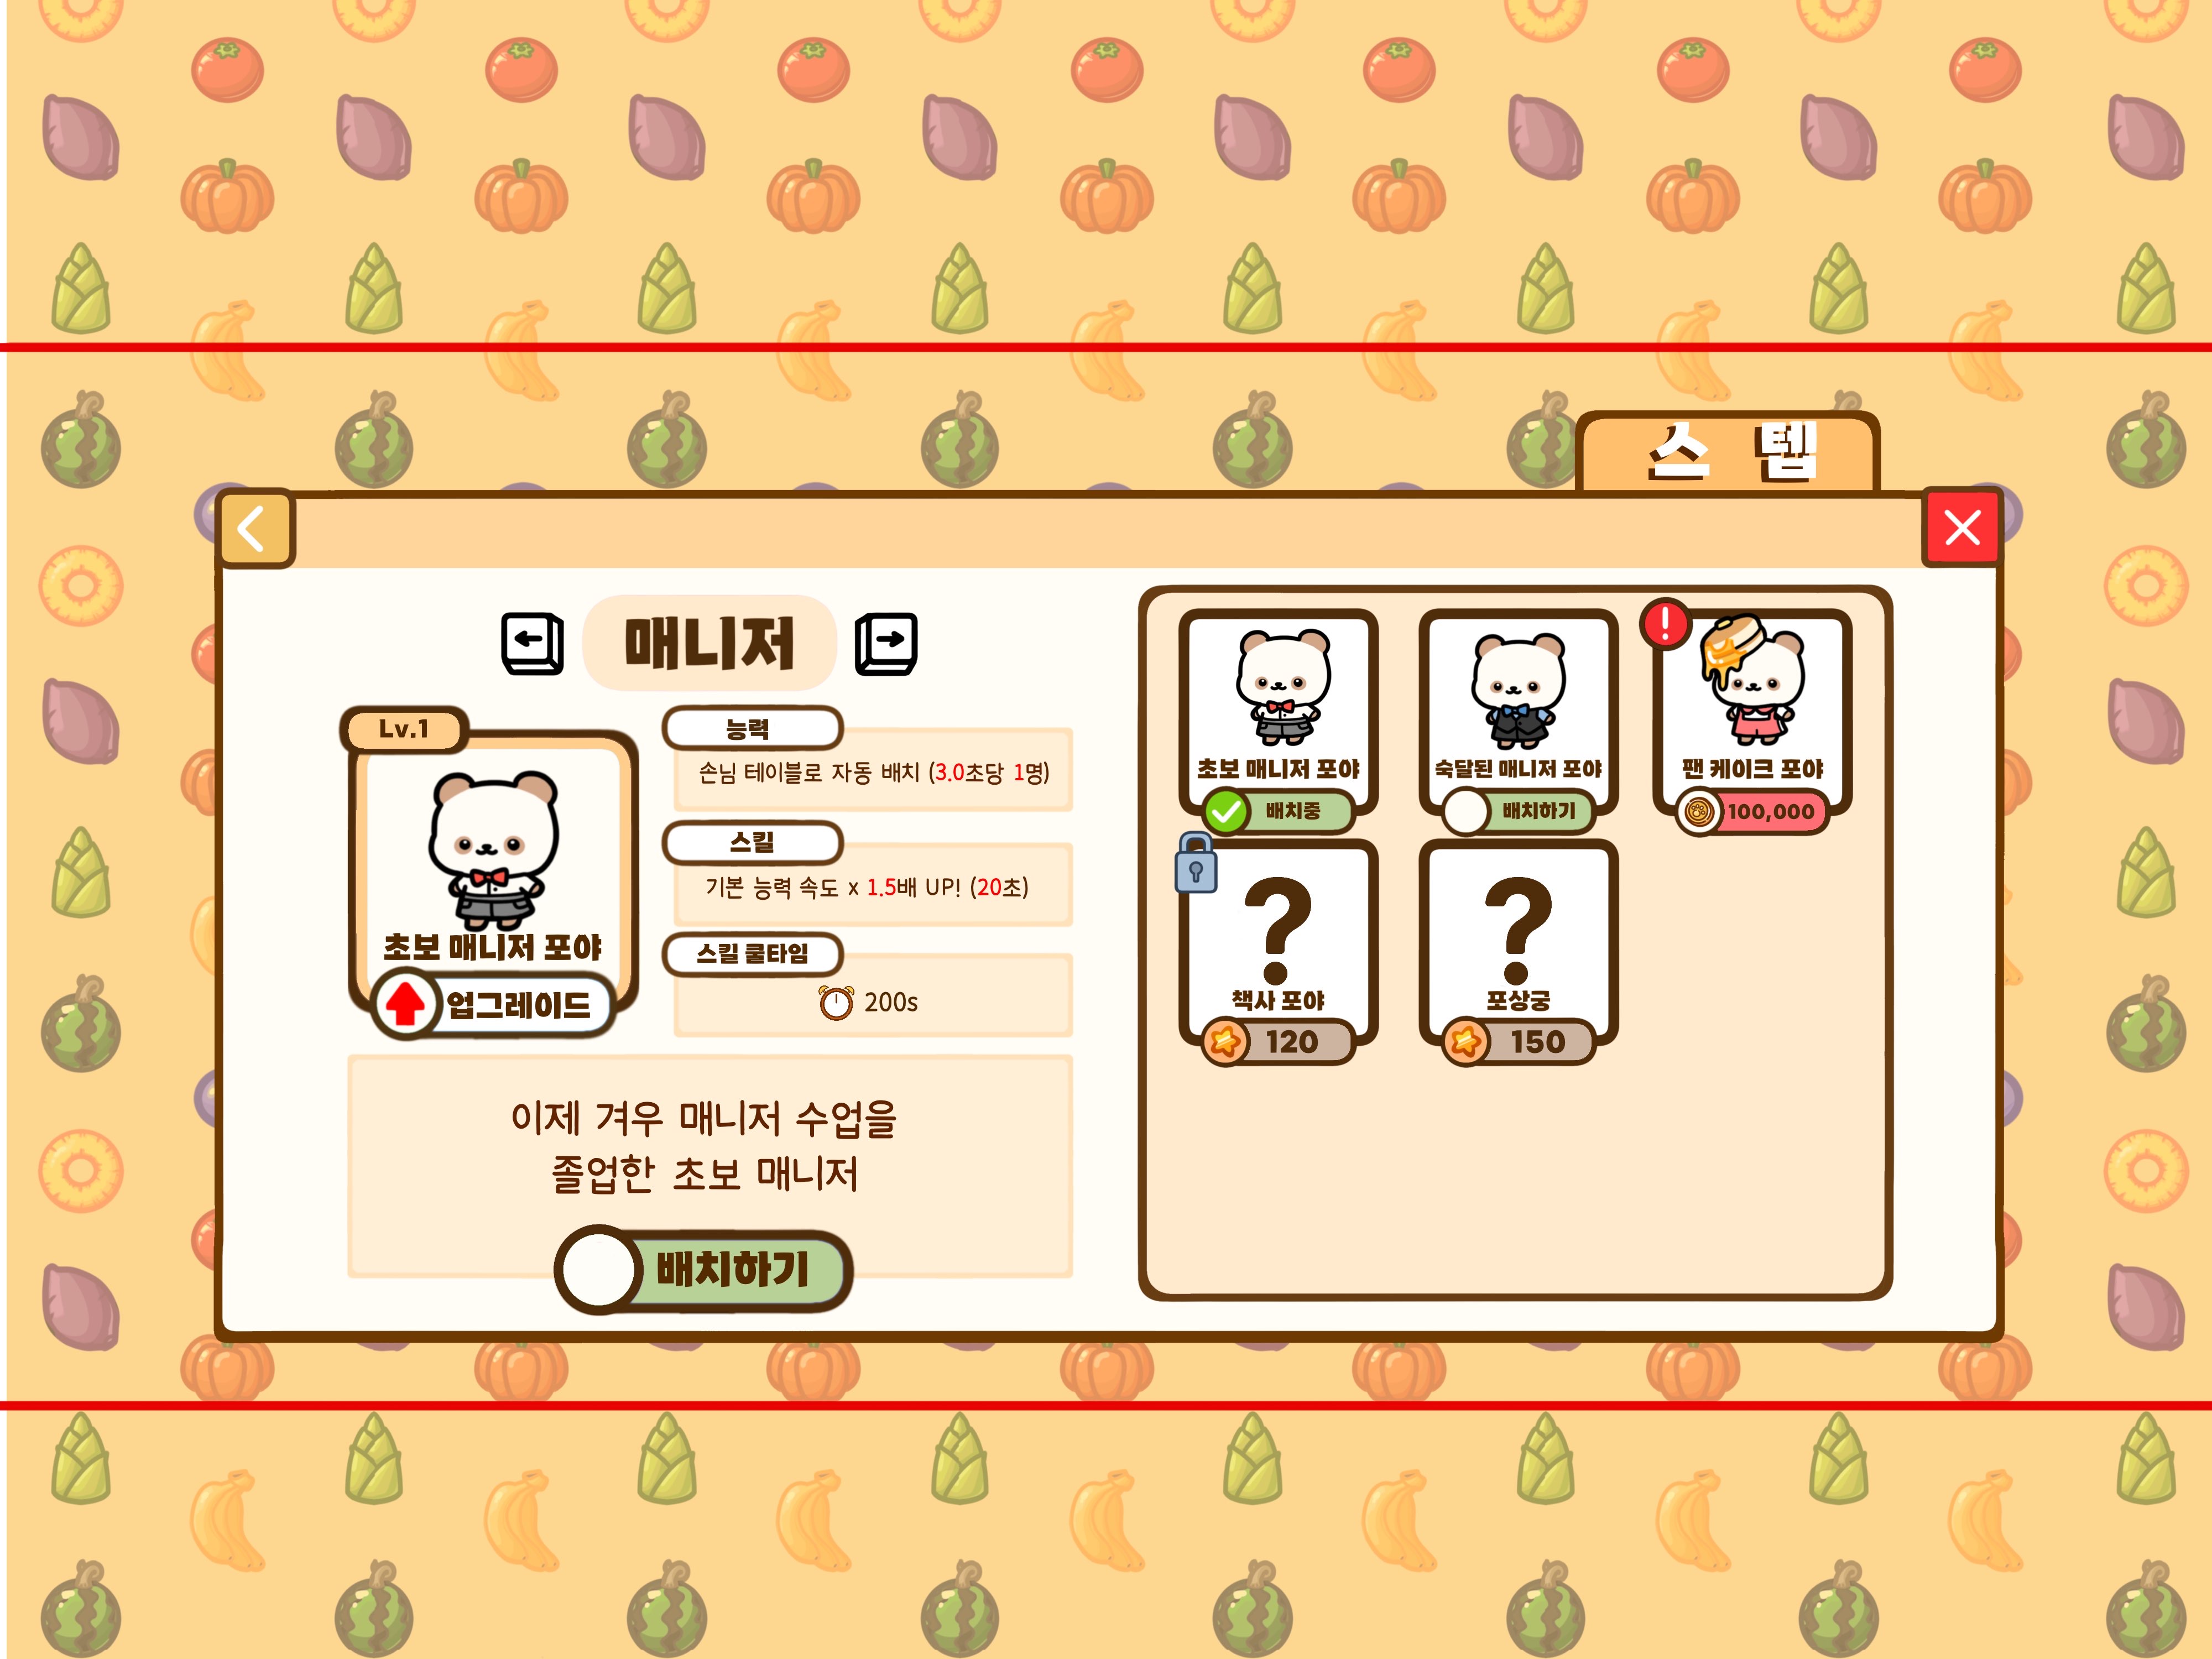 스 텝
매니저
Lv.1
초보 매니저 포야
업그레이드
능력
손님 테이블로 자동 배치 (3.0초당 1명)
스킬
기본 능력 속도 x 1.5배 UP! (20초)
스킬 쿨타임
200s
이제 겨우 매니저 수업을
졸업한 초보 매니저
배치하기
초보 매니저 포야
배치중
숙달된 매니저 포야
배치하기
!
팬 케이크 포야
100,000
?
책사 포야
120
?
포상궁
150